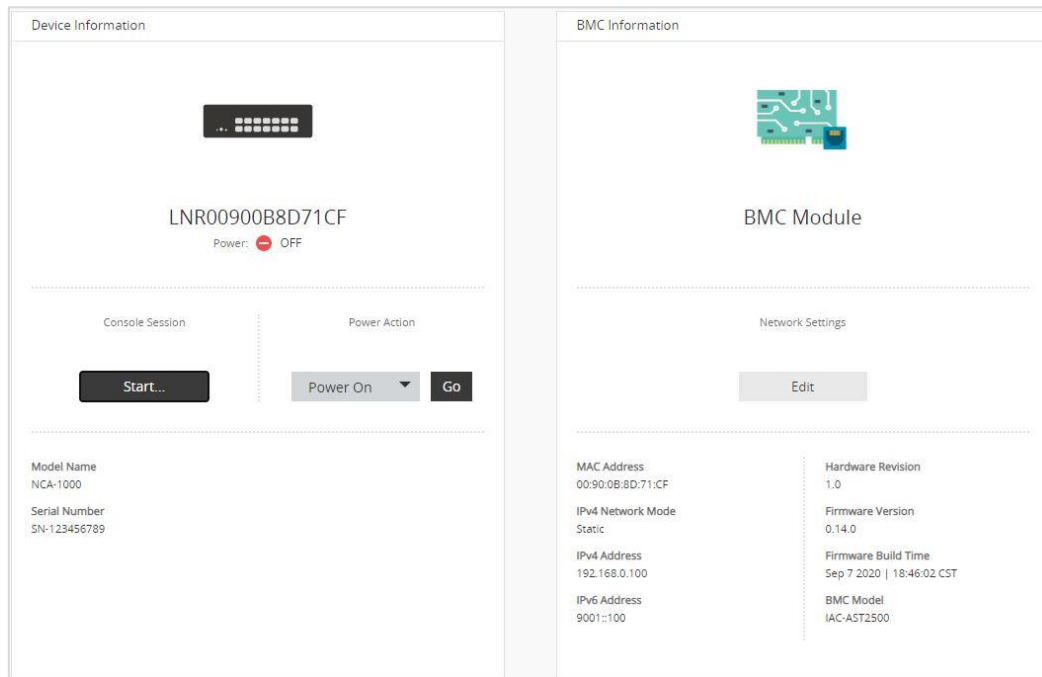 Device Information
LNR00900B8D71CF
Power: OFF
Console Session
Start...
Power Action
Power On
Go
Model Name
NCA-1000
Serial Number
SN-123456789
BMC Information
BMC Module
Network Settings
Edit
MAC Address
00:90:0B:8D:71:CF
IPv4 Network Mode
Static
IPv4 Address
192.168.0.100
IPv6 Address
9001::100
Hardware Revision
1.0
Firmware Version
0.14.0
Firmware Build Time
Sep 7 2020 | 18:46:02 CST
BMC Model
IAC-AST2500